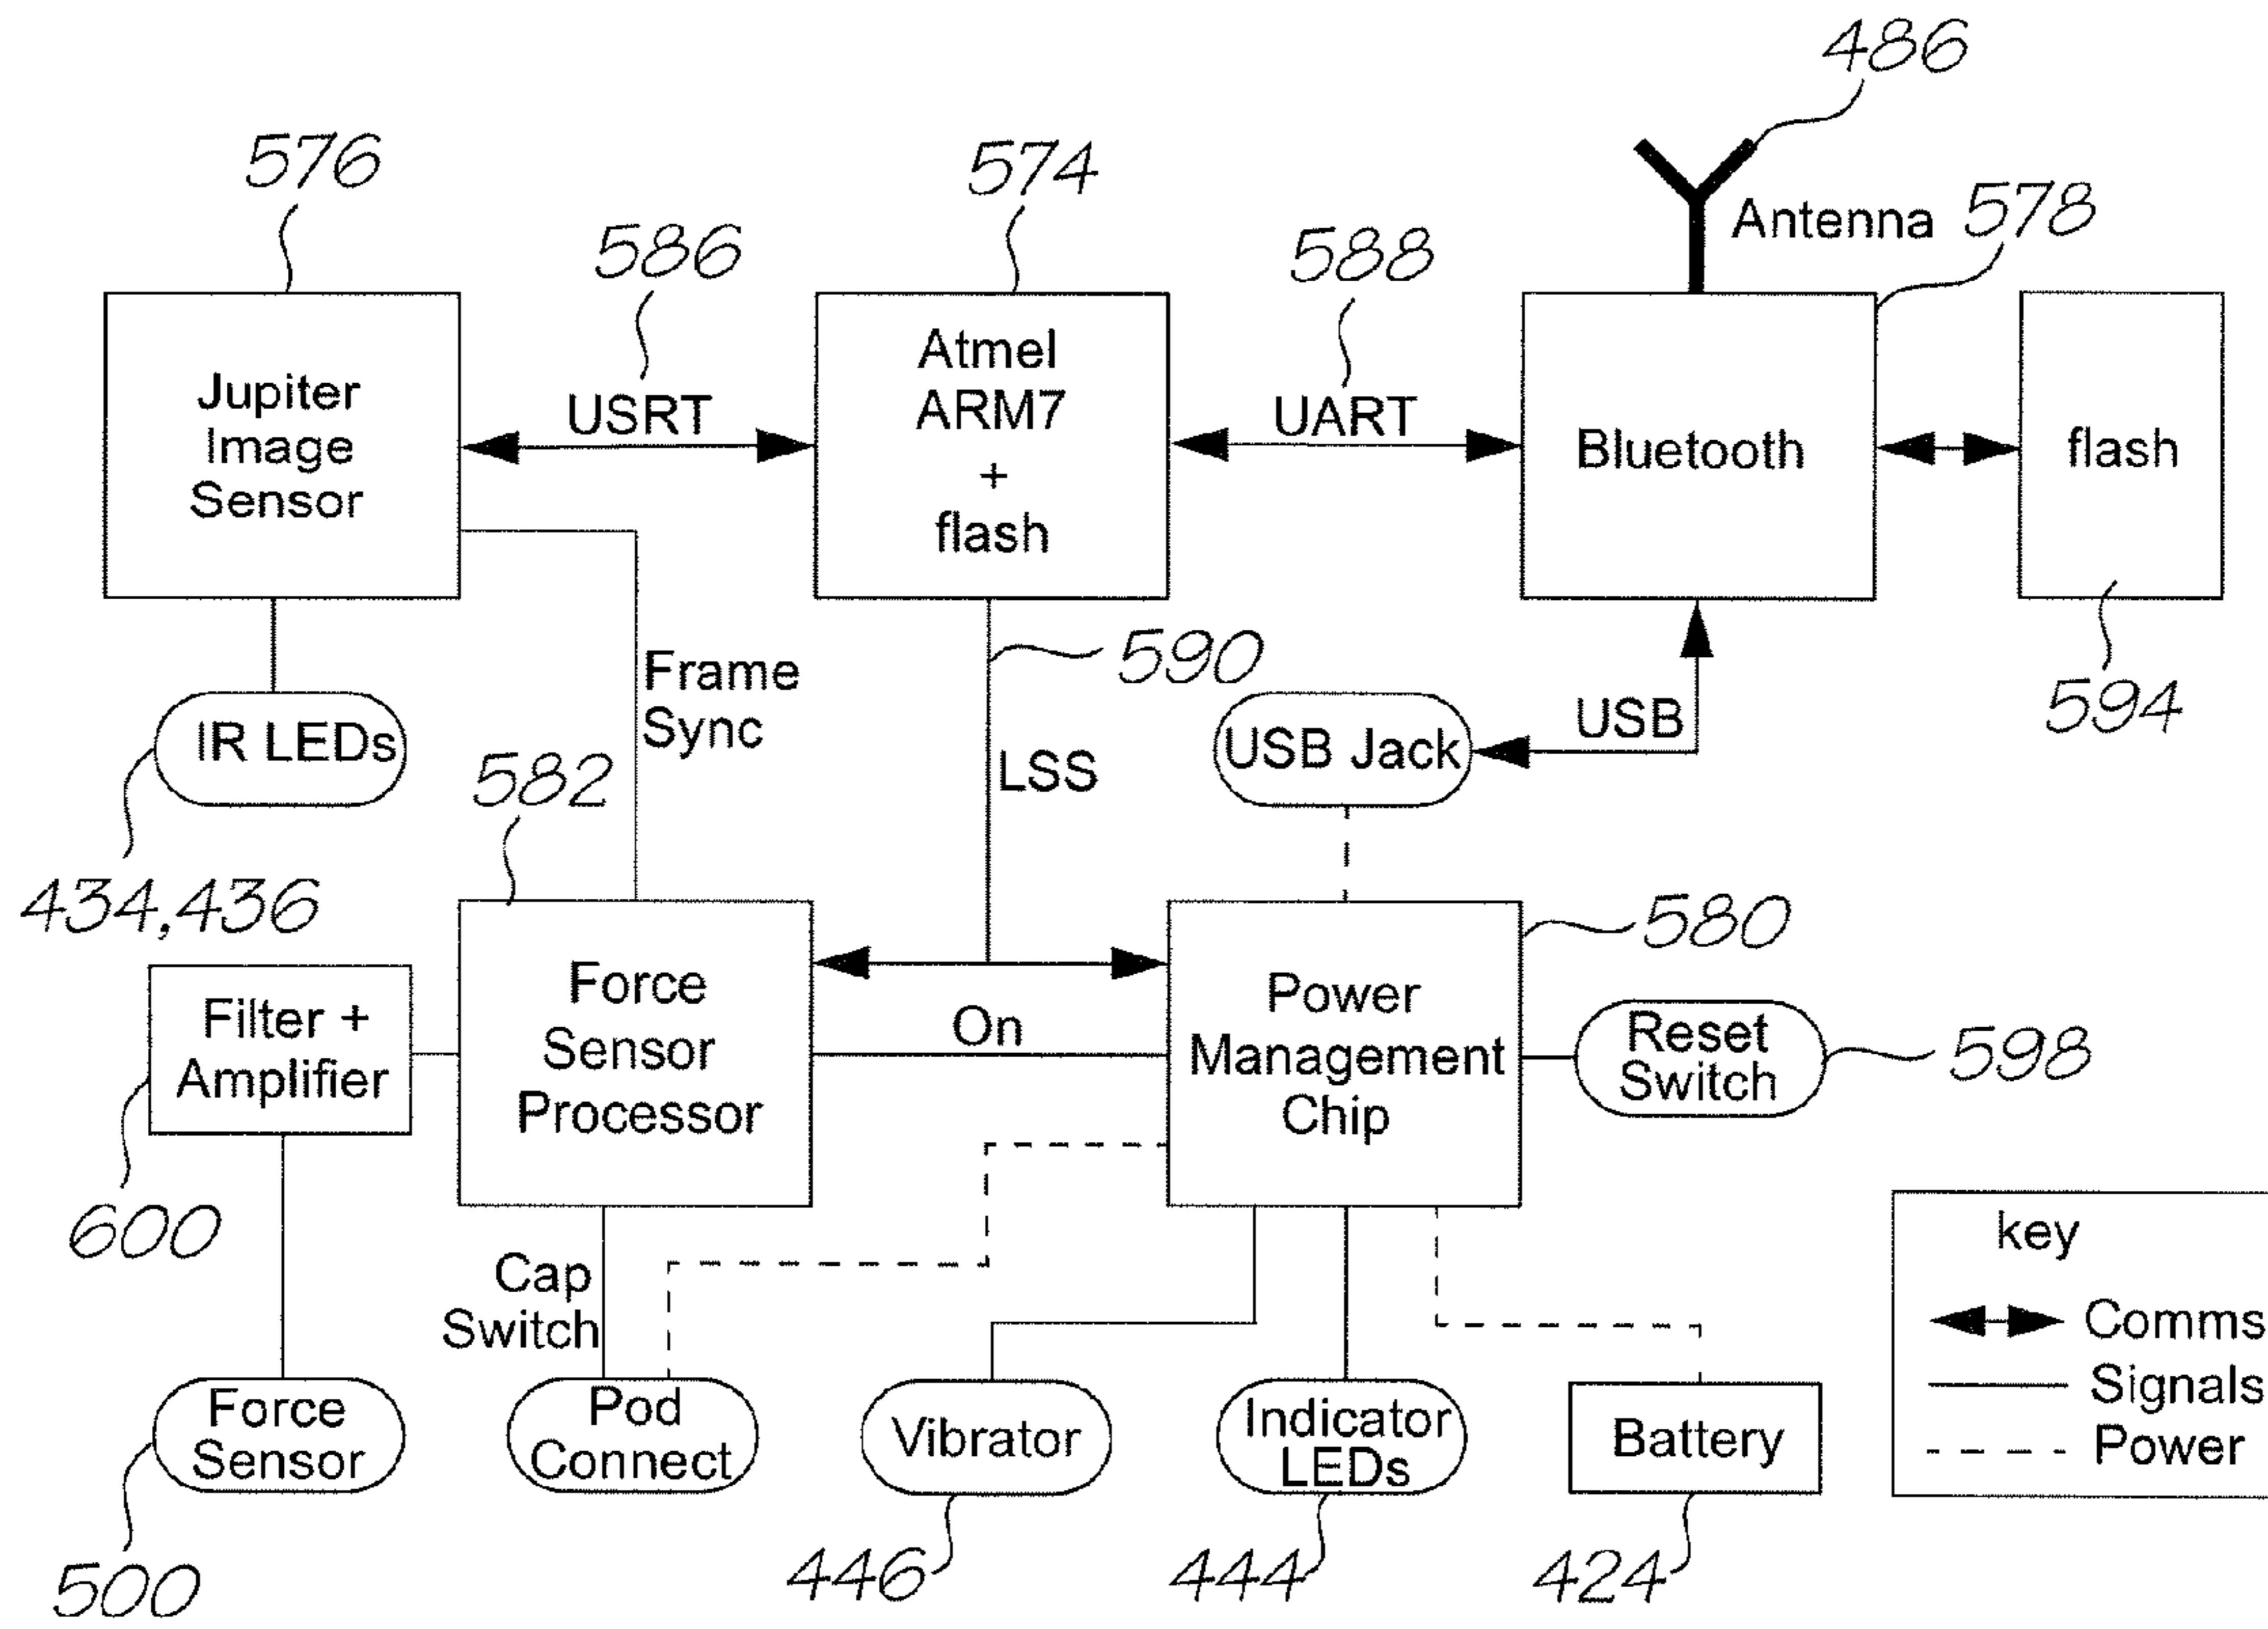 486
576
574
Antenna
578
586
588
Jupiter
Image
Sensor
USRT
Atmel
ARM7
+
flash
UART
Bluetooth
flash
590
594
Frame
Sync
IR LEDs
USB Jack
USB
LSS
582
434,436
580
Filter +
Amplifier
Force
Sensor
Processor
On
Power
Management
Chip
Reset
Switch
598
600
Cap
Switch
key
Comms
Signals
Power
Force
Sensor
Pod
Connect
Vibrator
Indicator
LEDs
Battery
500
446
444
424